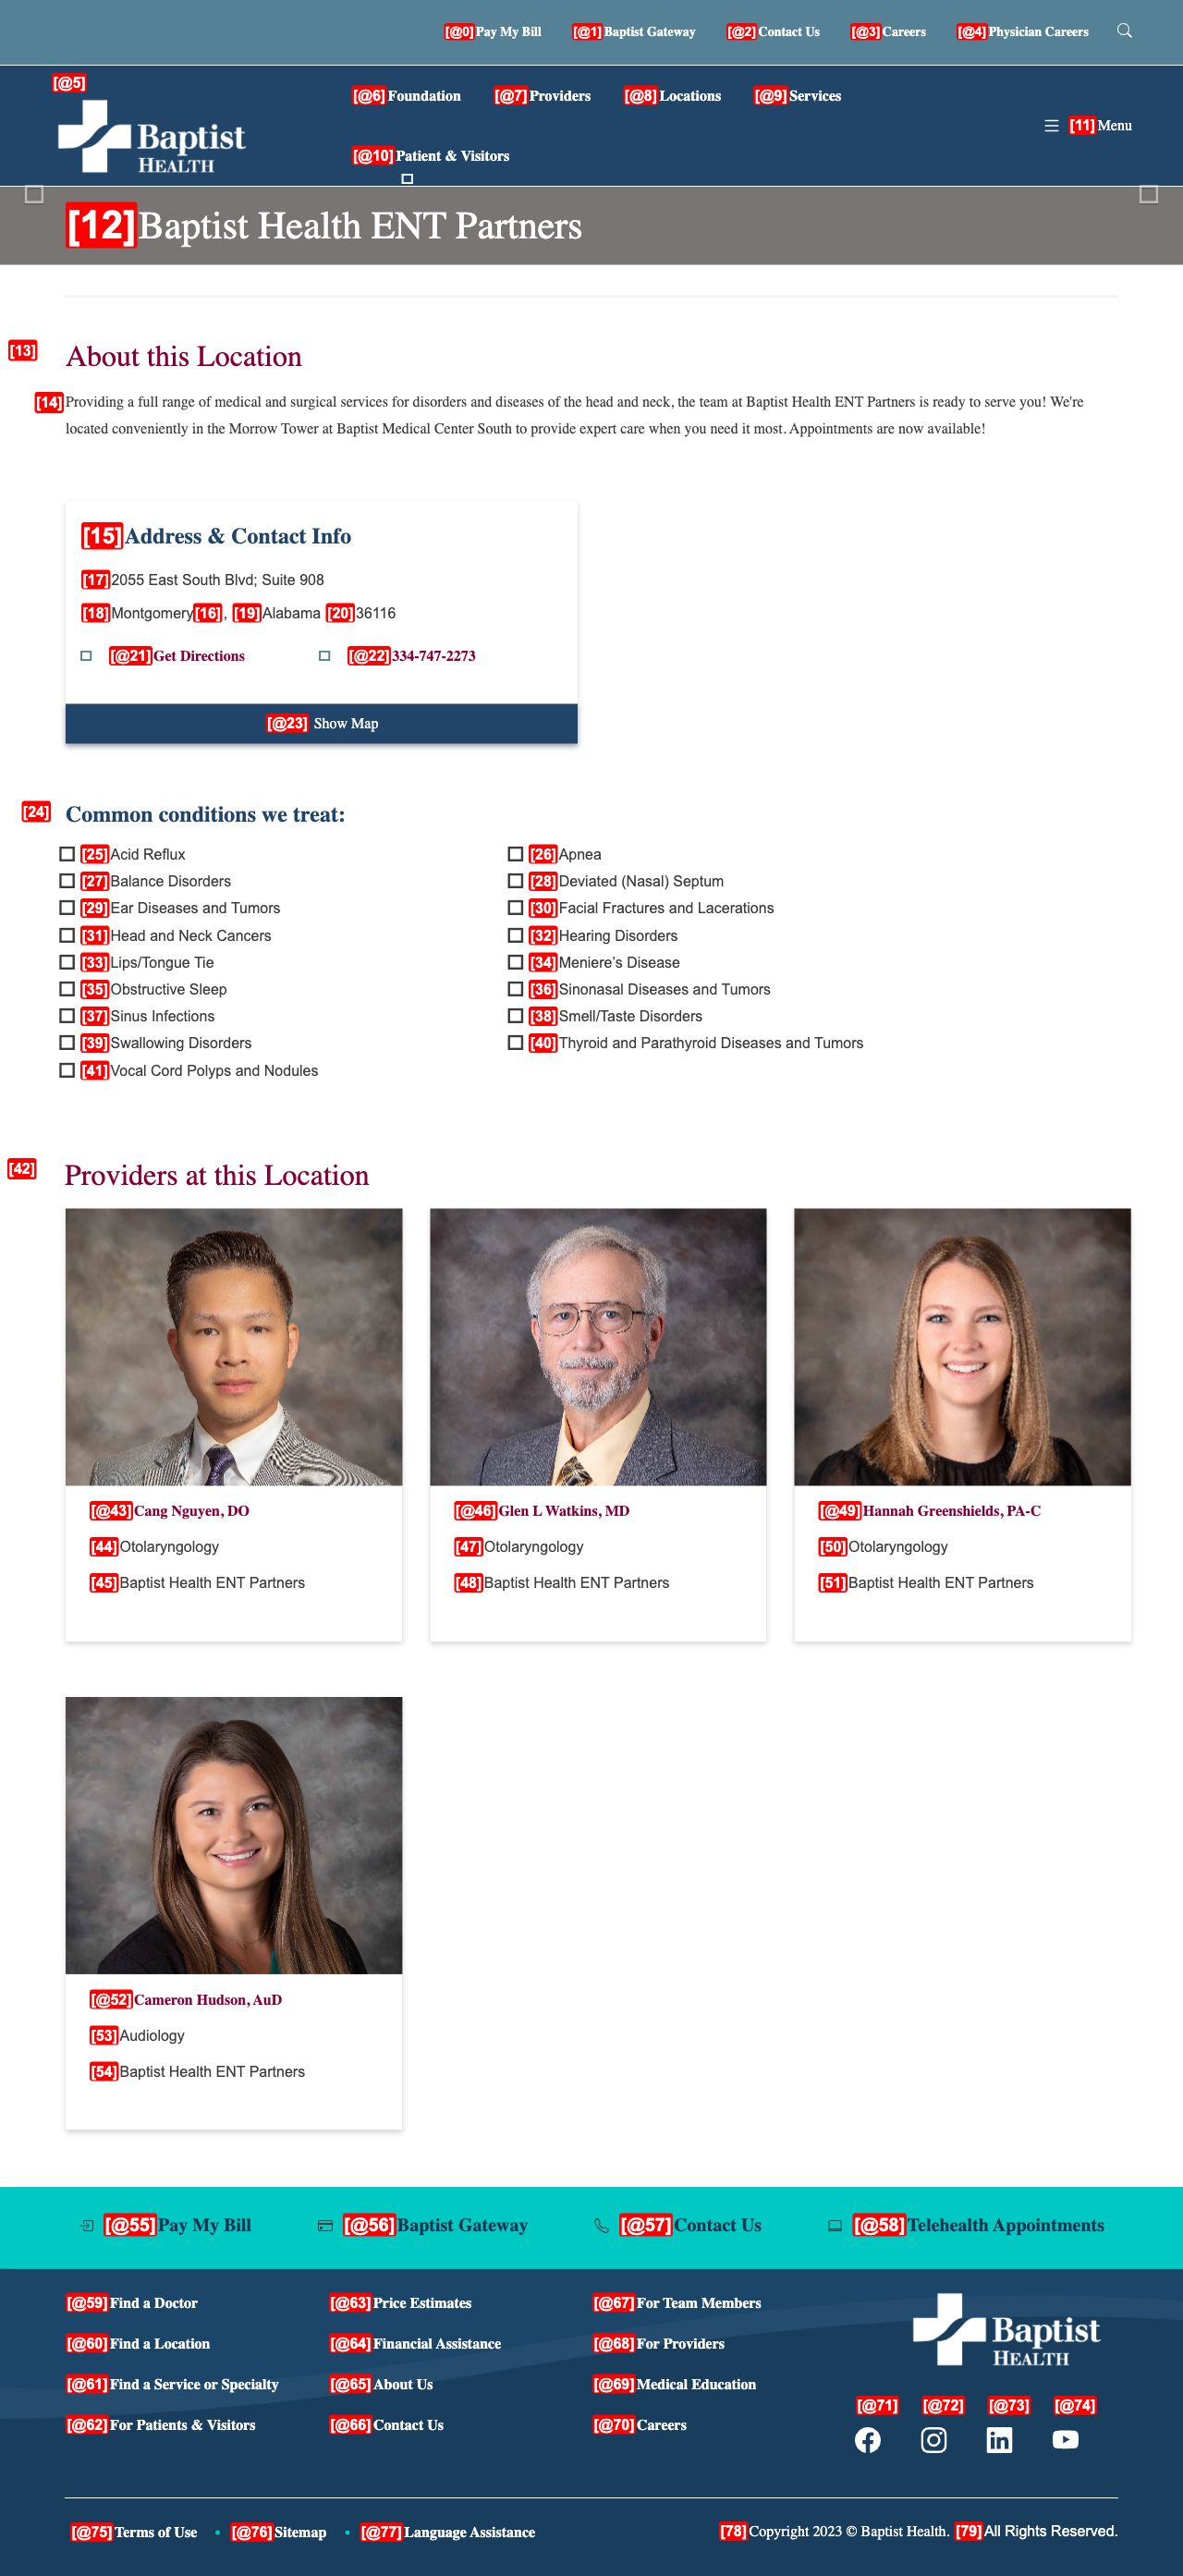 [@0]Pay My Bill [@1]Baptist Gateway [@2]Contact Us [@3]Careers [@4]Physician Careers
[@5]
Baptist
HEALTH
[@6]Foundation [@7]Providers [@8]Locations [@9]Services
[@10]Patient & Visitors
[11]Menu
[12]Baptist Health ENT Partners
[13] About this Location
[14]Providing a full range of medical and surgical services for disorders and diseases of the head and neck, the team at Baptist Health ENT Partners is ready to serve you! We're
located conveniently in the Morrow Tower at Baptist Medical Center South to provide expert care when you need it most. Appointments are now available!
[15]Address & Contact Info
[17]2055 East South Blvd; Suite 908
[18]Montgomery[16], [19]Alabama [20]36116
[@21]Get Directions [@22]334-747-2273
[@23] Show Map
[24] Common conditions we treat:
[25]Acid Reflux [26]Apnea
[27]Balance Disorders [28]Deviated (Nasal) Septum
[29]Ear Diseases and Tumors [30]Facial Fractures and Lacerations
[31]Head and Neck Cancers [32]Hearing Disorders
[33]Lips/Tongue Tie [34]Meniere’s Disease
[35]Obstructive Sleep [36]Sinonasal Diseases and Tumors
[37]Sinus Infections [38]Smell/Taste Disorders
[39]Swallowing Disorders [40]Thyroid and Parathyroid Diseases and Tumors
[41]Vocal Cord Polyps and Nodules
[42] Providers at this Location
[@43]Cang Nguyen, DO [@46]Glen L Watkins, MD [@49]Hannah Greenshields, PA-C
[44]Otolaryngology [47]Otolaryngology [50]Otolaryngology
[45]Baptist Health ENT Partners [48]Baptist Health ENT Partners [51]Baptist Health ENT Partners
[@52]Cameron Hudson, AuD
[53]Audiology
[54]Baptist Health ENT Partners
[@55]Pay My Bill [@56]Baptist Gateway [@57]Contact Us [@58]Telehealth Appointments
[@59]Find a Doctor [@63]Price Estimates [@67]For Team Members
[@60]Find a Location [@64]Financial Assistance [@68]For Providers
[@61]Find a Service or Specialty [@65]About Us [@69]Medical Education
[@62]For Patients & Visitors [@66]Contact Us [@70]Careers
Baptist
HEALTH
[@71] [@72] [@73] [@74]
[@75]Terms of Use • [@76]Sitemap • [@77]Language Assistance
[78]Copyright 2023 © Baptist Health. [79]All Rights Reserved.